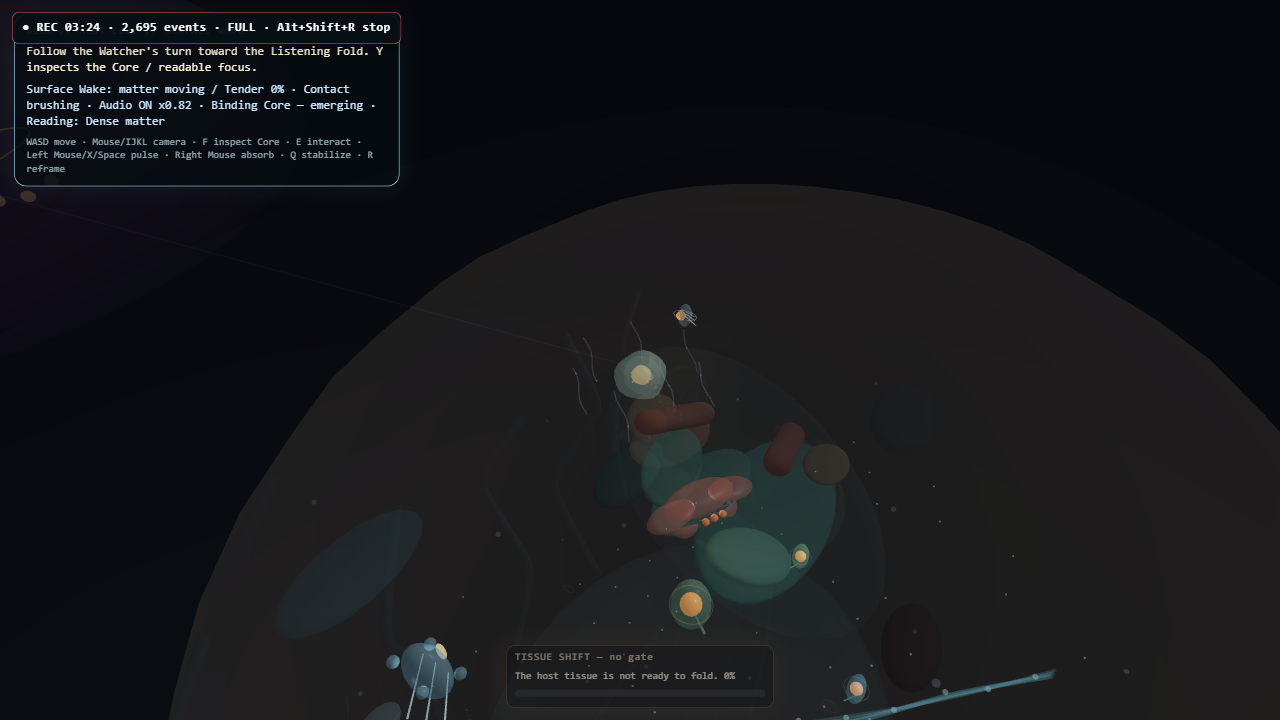 ● REC 03:24 · 2,695 events · FULL · Alt+Shift+R stop
Follow the Watcher's turn toward the Listening Fold. Y
inspects the Core / readable focus.
Surface Wake: matter moving / Tender 0% · Contact
brushing · Audio ON x0.82 · Binding Core — emerging ·
Reading: Dense matter
WASD move · Mouse/IJKL camera · F inspect Core · E interact ·
Left Mouse/X/Space pulse · Right Mouse absorb · Q stabilize · R
reframe
TISSUE SHIFT — no gate
The host tissue is not ready to fold. 0%